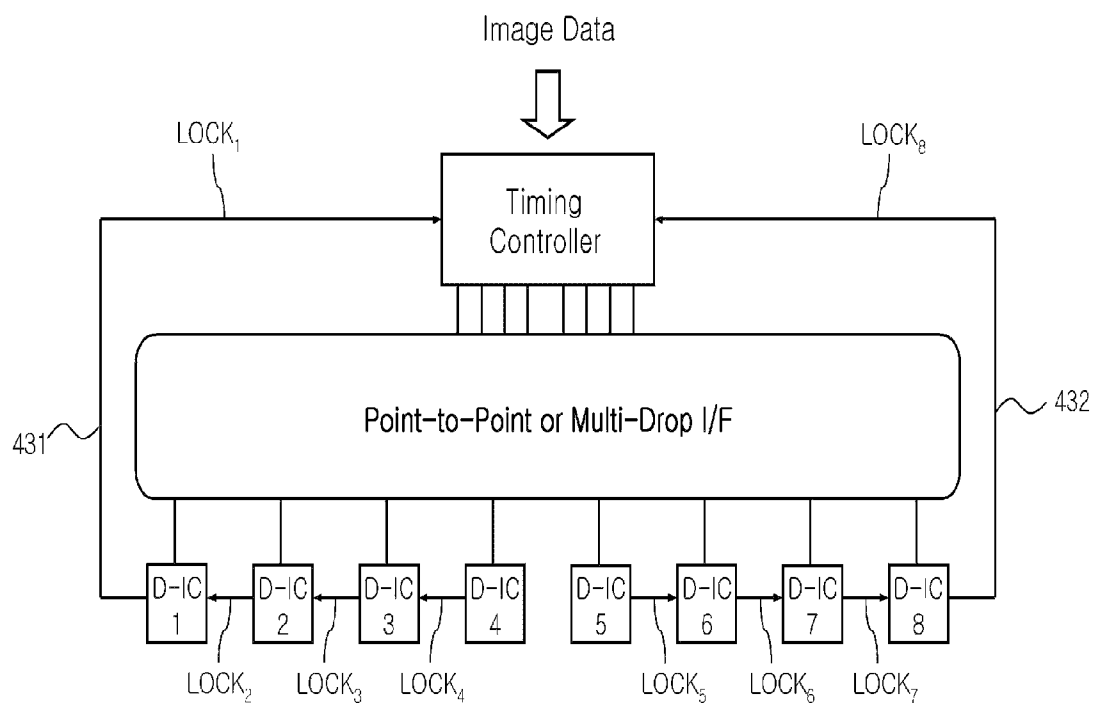 Image Data
LOCK₁
LOCK₈
Timing
Controller
Point-to-Point or Multi-Drop I/F
431
432
D-IC
1
D-IC
2
D-IC
3
D-IC
4
D-IC
5
D-IC
6
D-IC
7
D-IC
8
LOCK₂
LOCK₃
LOCK₄
LOCK₅
LOCK₆
LOCK₇